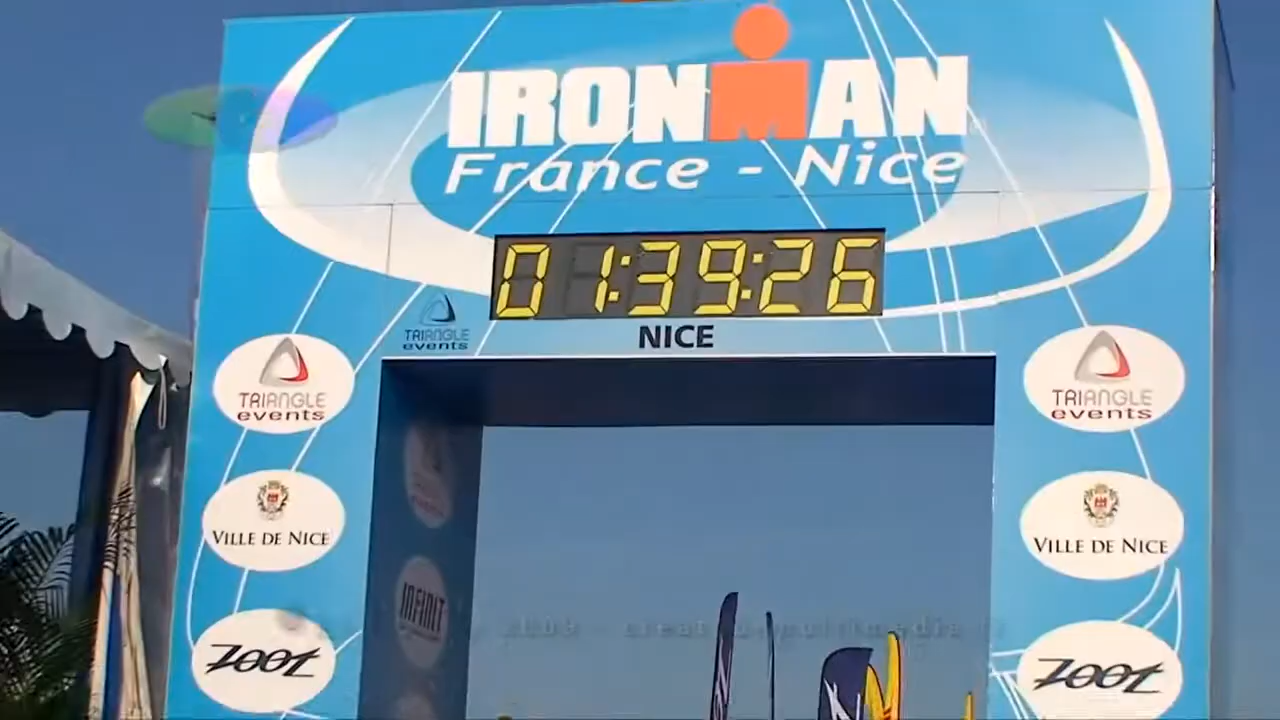 IRONMAN
France - Nice
01:39:26
NICE
TRIANGLE
events
TRIANGLE
events
TRIANGLE
events
VILLE DE NICE
VILLE DE NICE
INFINIT
ZOOT
ZOOT